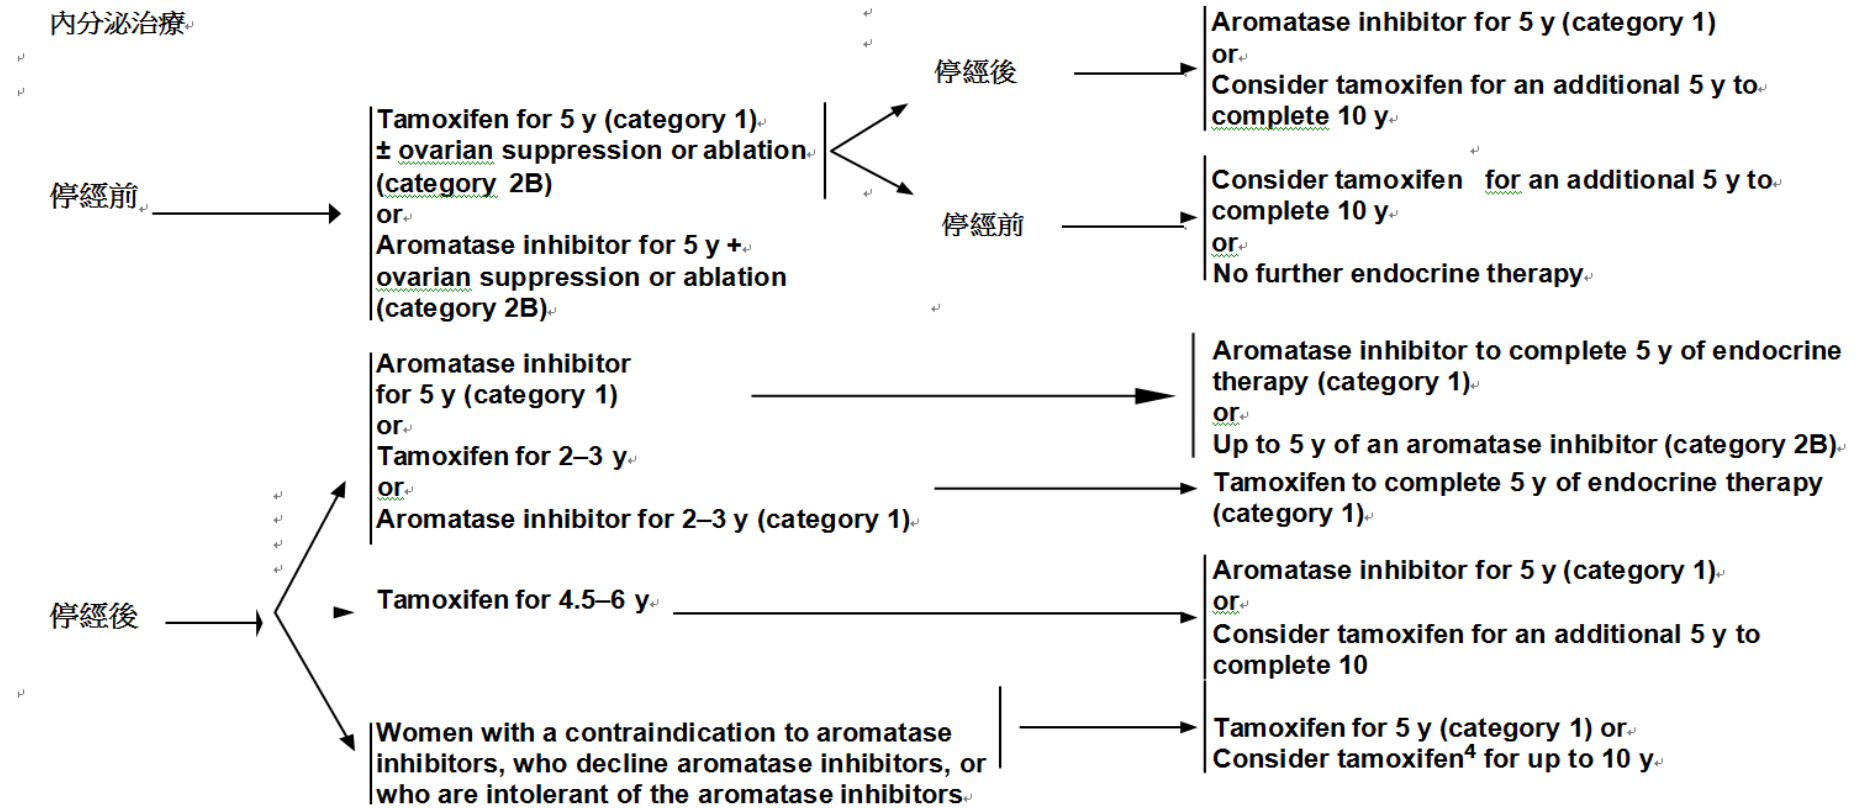 內分泌治療
停經前
Tamoxifen for 5 y (category 1)
± ovarian suppression or ablation
(category 2B)
or
Aromatase inhibitor for 5 y +
ovarian suppression or ablation
(category 2B)
停經後
Aromatase inhibitor for 5 y (category 1)
or
Consider tamoxifen for an additional 5 y to
complete 10 y
停經前
Consider tamoxifen for an additional 5 y to
complete 10 y
or
No further endocrine therapy
停經後
Aromatase inhibitor
for 5 y (category 1)
or
Tamoxifen for 2–3 y
or
Aromatase inhibitor for 2–3 y (category 1)
Aromatase inhibitor to complete 5 y of endocrine
therapy (category 1)
or
Up to 5 y of an aromatase inhibitor (category 2B)
Tamoxifen to complete 5 y of endocrine therapy
(category 1)
Tamoxifen for 4.5–6 y
Aromatase inhibitor for 5 y (category 1)
or
Consider tamoxifen for an additional 5 y to
complete 10
Women with a contraindication to aromatase
inhibitors, who decline aromatase inhibitors, or
who are intolerant of the aromatase inhibitors
Tamoxifen for 5 y (category 1) or
Consider tamoxifen⁴ for up to 10 y